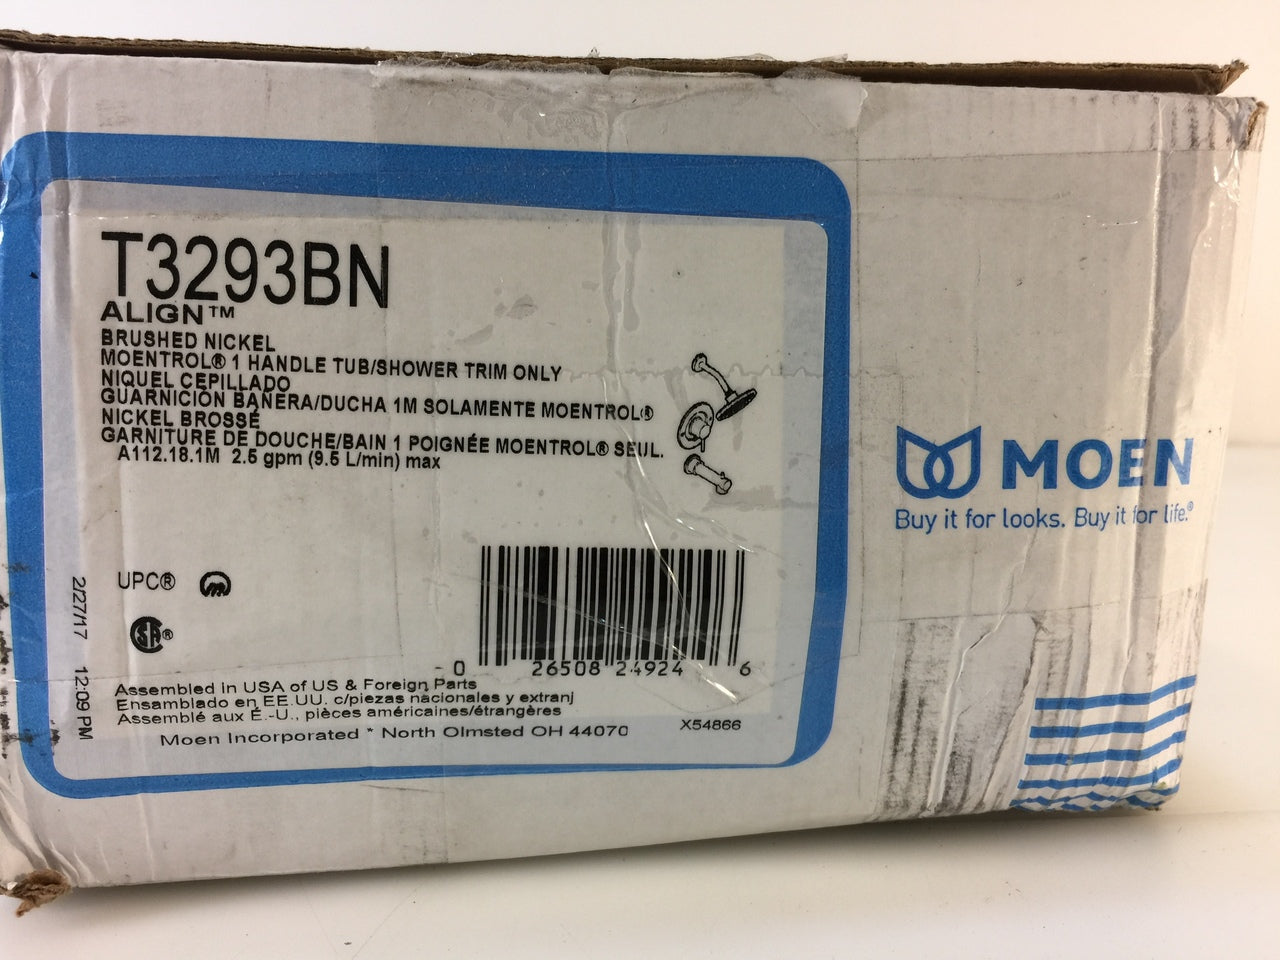 T3293BN
ALIGN™
BRUSHED NICKEL
MOENTROL® 1 HANDLE TUB/SHOWER TRIM ONLY
NIQUEL CEPILLADO
GUARNICIÓN BAÑERA/DUCHA 1M SOLAMENTE MOENTROL®
NICKEL BROSSÉ
GARNITURE DE DOUCHE/BAIN 1 POIGNÉE MOENTROL® SEUL.
A112.18.1M 2.5 gpm (9.5 L/min) max
MOEN
Buy it for looks. Buy it for life.®
UPC®
SA®
2/27/17 12:09 PM
0 26508 24924 6
Assembled in USA of US & Foreign Parts
Ensamblado en EE.UU. c/piezas nacionales y extranj
Assemblé aux É.-U., pièces américaines/étrangères
Moen Incorporated * North Olmsted OH 44070
X54866